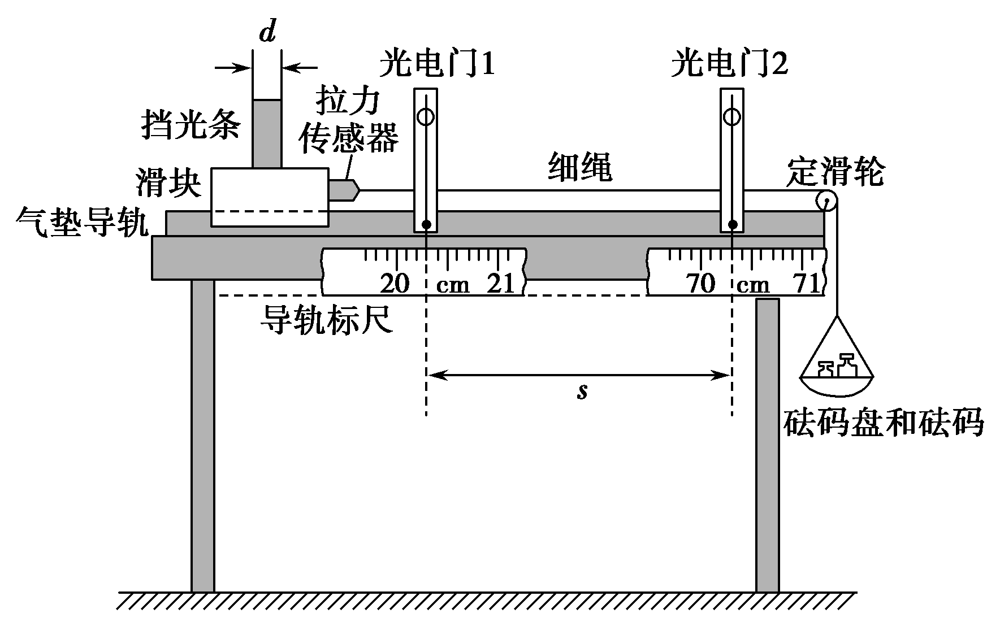 d
光电门1
光电门2
拉力
传感器
挡光条
细绳
定滑轮
滑块
气垫导轨
20 cm 21
70 cm 71
导轨标尺
s
砝码盘和砝码